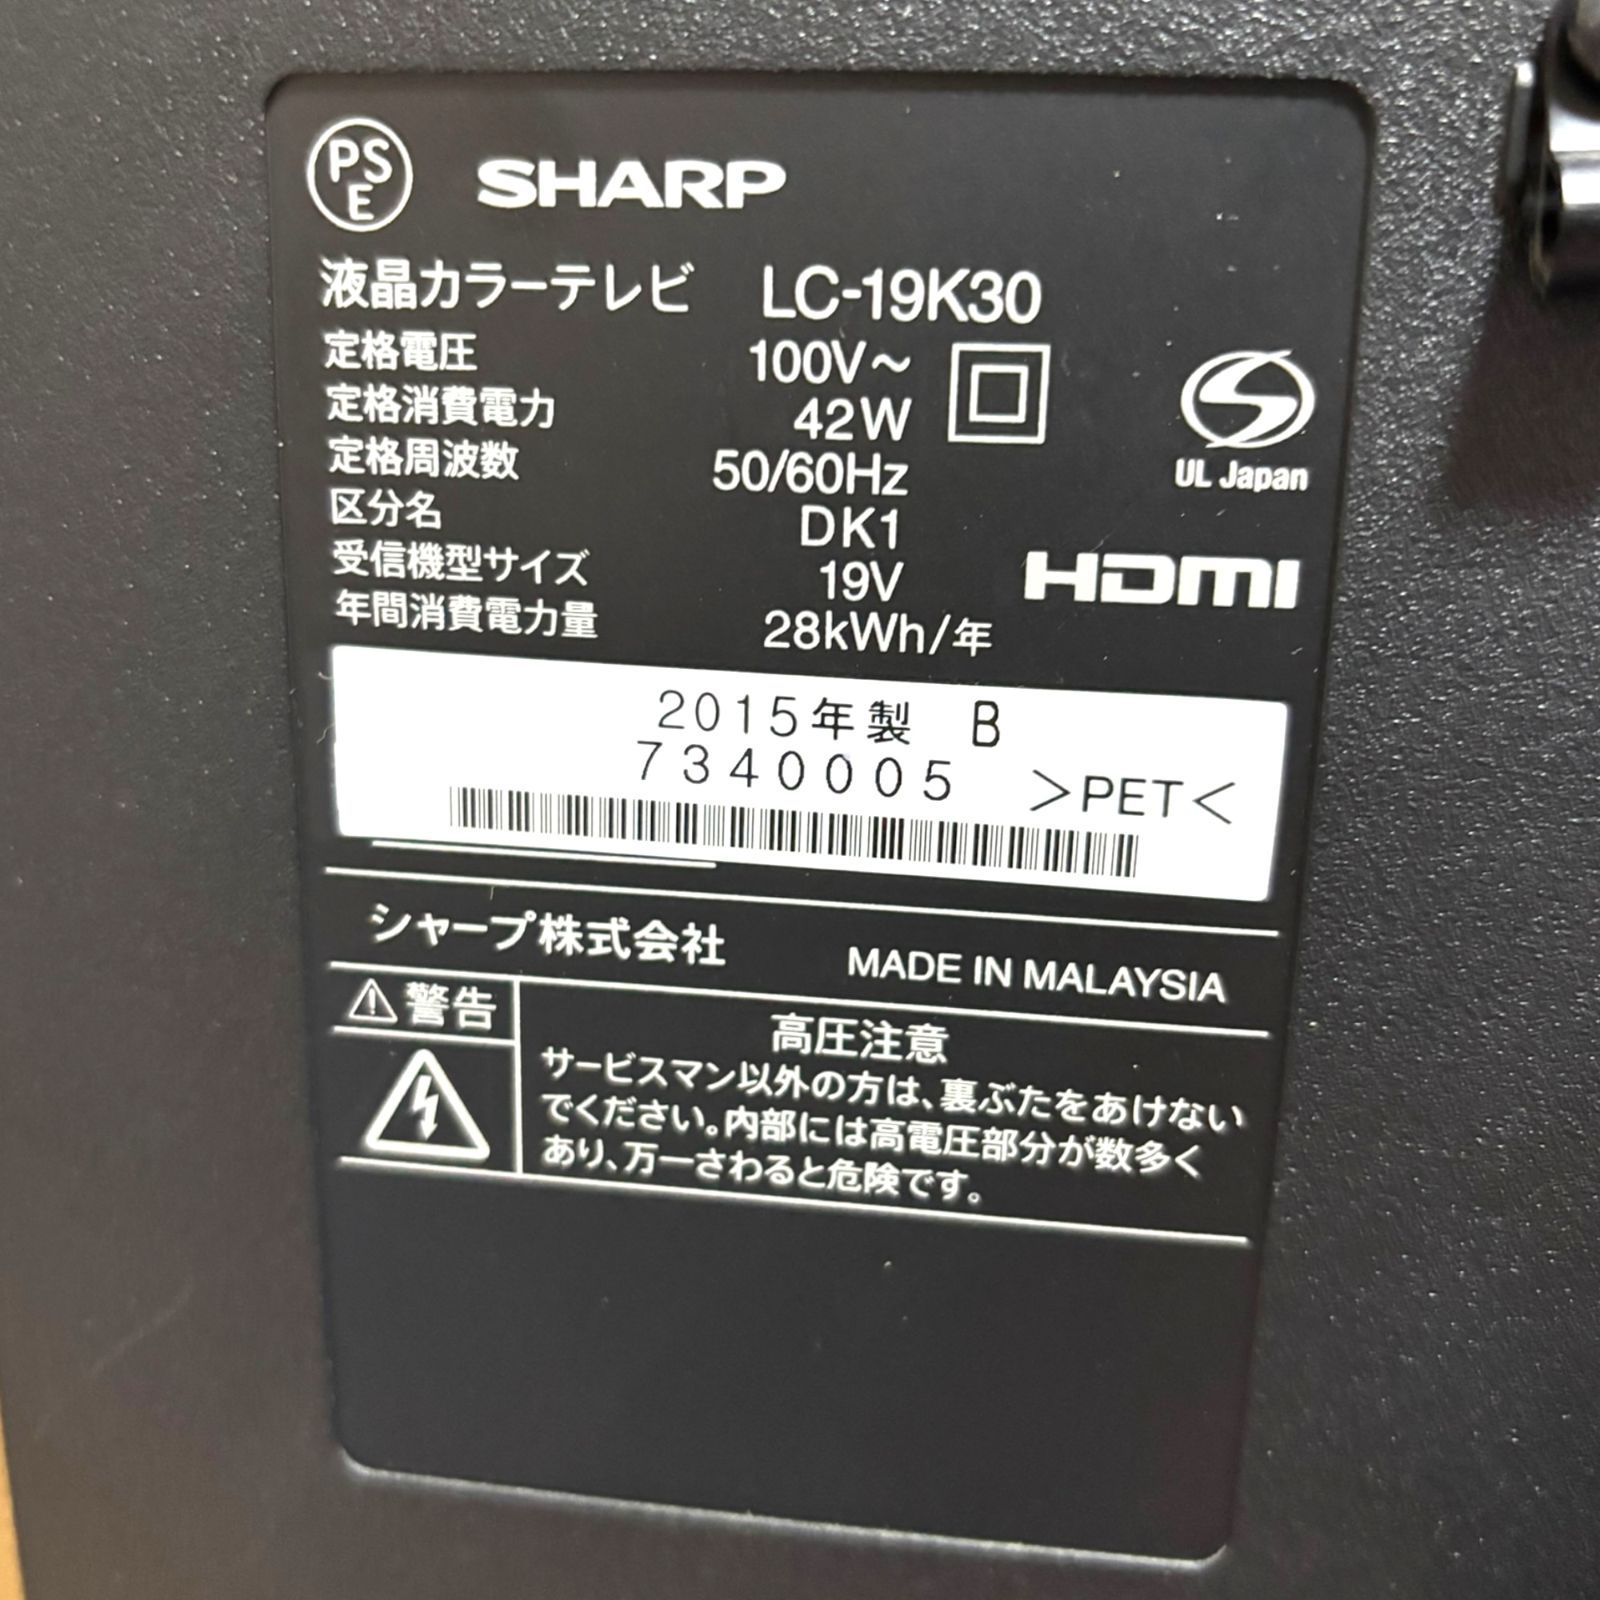 PS
E
SHARP
液晶カラーテレビ LC-19K30
定格電圧 100V～
定格消費電力 42W
定格周波数 50/60Hz
区分名 DK1
受信機型サイズ 19V
年間消費電力量 28kWh/年
UL Japan
HDMI
2015年製 B
7340005 >PET<
シャープ株式会社 MADE IN MALAYSIA
警告
高圧注意
サービスマン以外の方は、裏ぶたをあけない
でください。内部には高電圧部分が数多く
あり、万一さわると危険です。